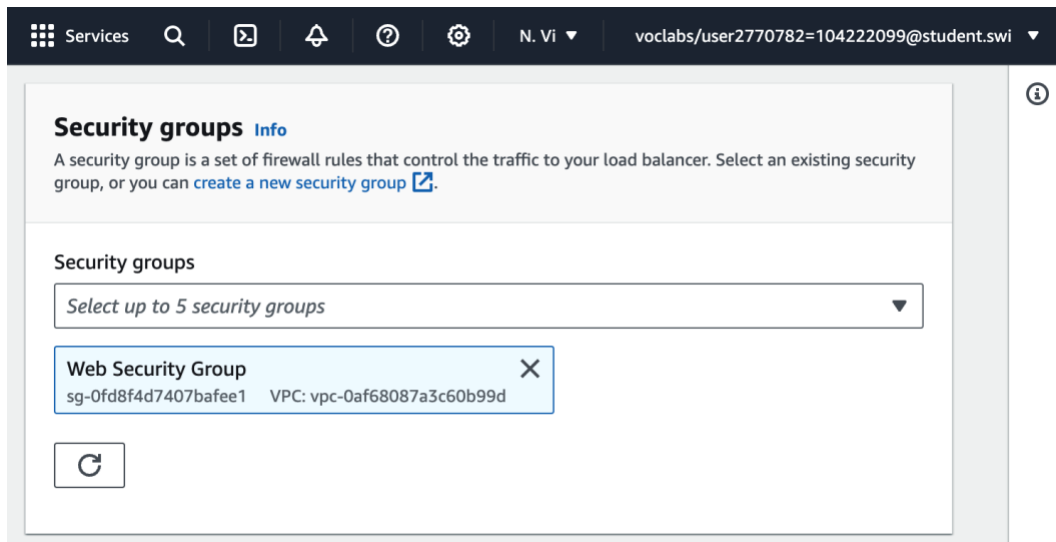 Services N. Vi voclabs/user2770782=104222099@student.swi
Security groups Info
A security group is a set of firewall rules that control the traffic to your load balancer. Select an existing security
group, or you can create a new security group.
Security groups
Select up to 5 security groups
Web Security Group
sg-0fd8f4d7407bafee1 VPC: vpc-0af68087a3c60b99d